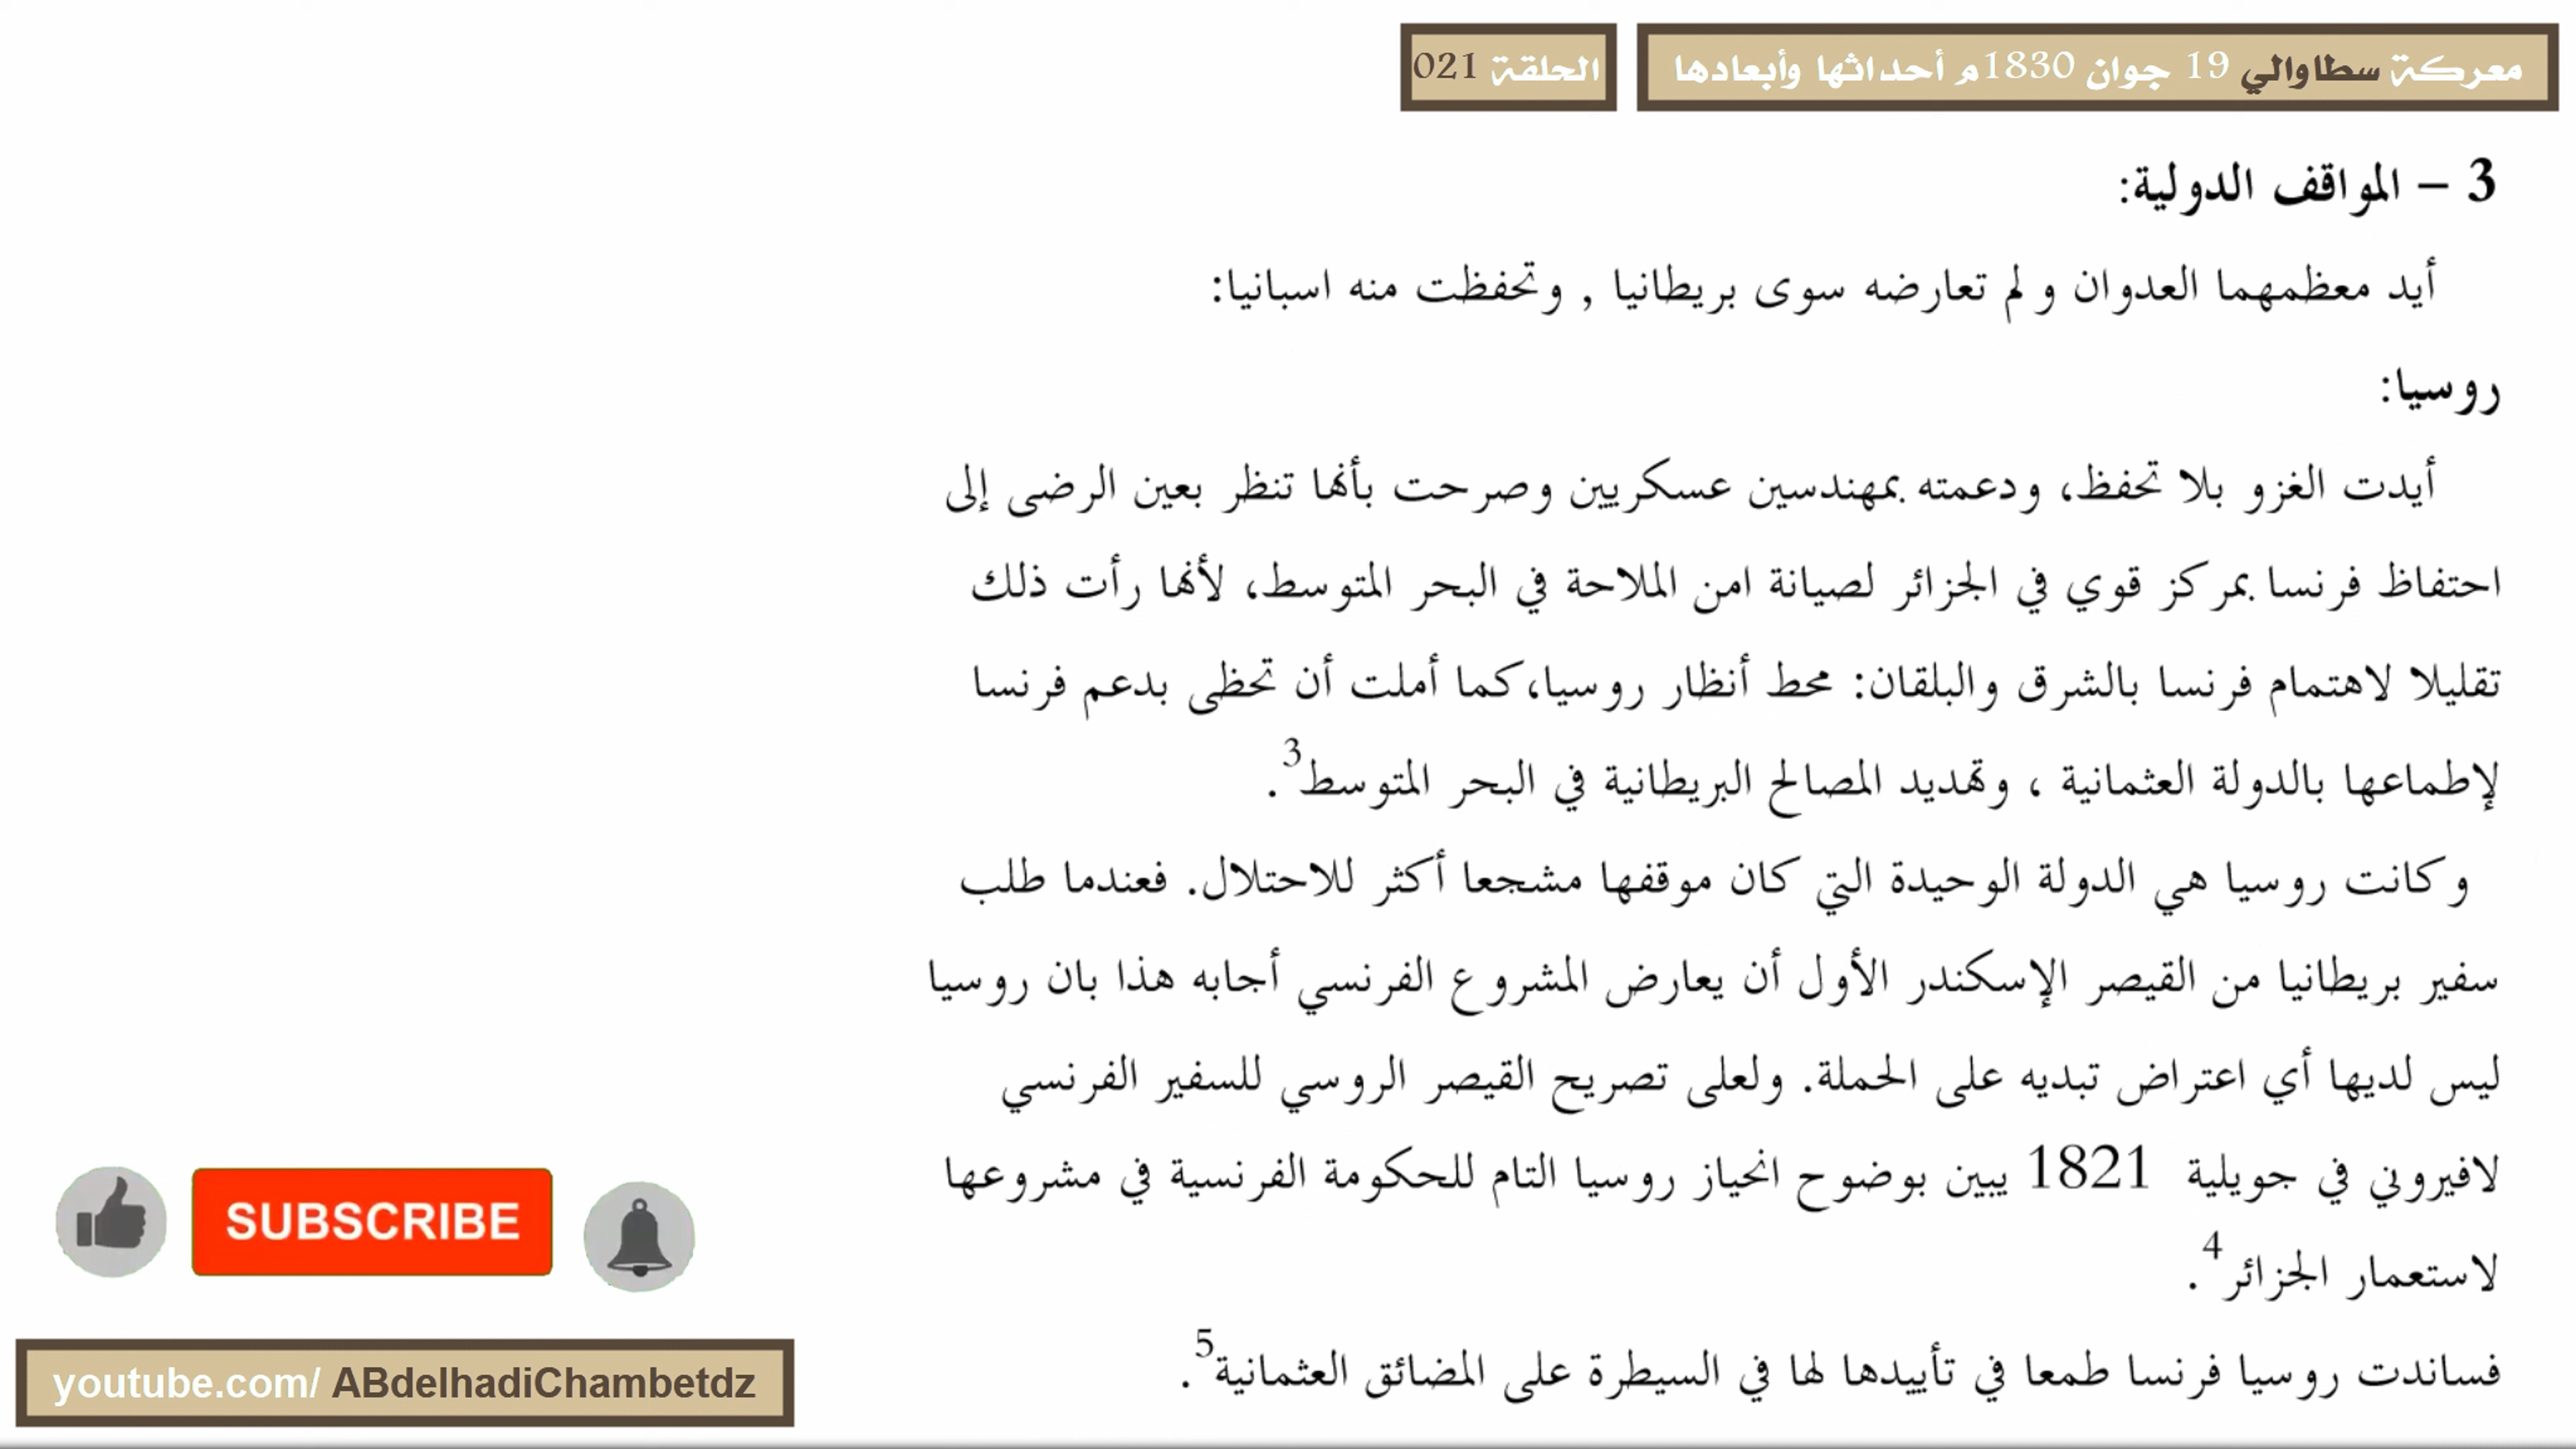 معركة سطاوالي 19 جوان 1830م أحداثها وأبعادها
الحلقة 021
3 – المواقف الدولية:
أيد معظمهما العدوان و لم تعارضه سوى بريطانيا , وتحفظت منه اسبانيا:
روسيا:
أيدت الغزو بلا تحفظ، ودعمته بمهندسين عسكريين وصرحت بأنها تنظر بعين الرضى إلى
احتفاظ فرنسا بمركز قوي في الجزائر لصيانة امن الملاحة في البحر المتوسط، لأنها رأت ذلك
تقليلا لاهتمام فرنسا بالشرق والبلقان: محط أنظار روسيا،كما أملت أن تحظى بدعم فرنسا
لإطماعها بالدولة العثمانية ، وتهديد المصالح البريطانية في البحر المتوسط3.
وكانت روسيا هي الدولة الوحيدة التي كان موقفها مشجعا أكثر للاحتلال. فعندما طلب
سفير بريطانيا من القيصر الإسكندر الأول أن يعارض المشروع الفرنسي أجابه هذا بان روسيا
ليس لديها أي اعتراض تبديه على الحملة. ولعلى تصريح القيصر الروسي للسفير الفرنسي
لافيروني في جويلية 1821 يبين بوضوح انحياز روسيا التام للحكومة الفرنسية في مشروعها
لاستعمار الجزائر4.
فساندت روسيا فرنسا طمعا في تأييدها لها في السيطرة على المضائق العثمانية5.
SUBSCRIBE
youtube.com/ ABdelhadiChambetdz